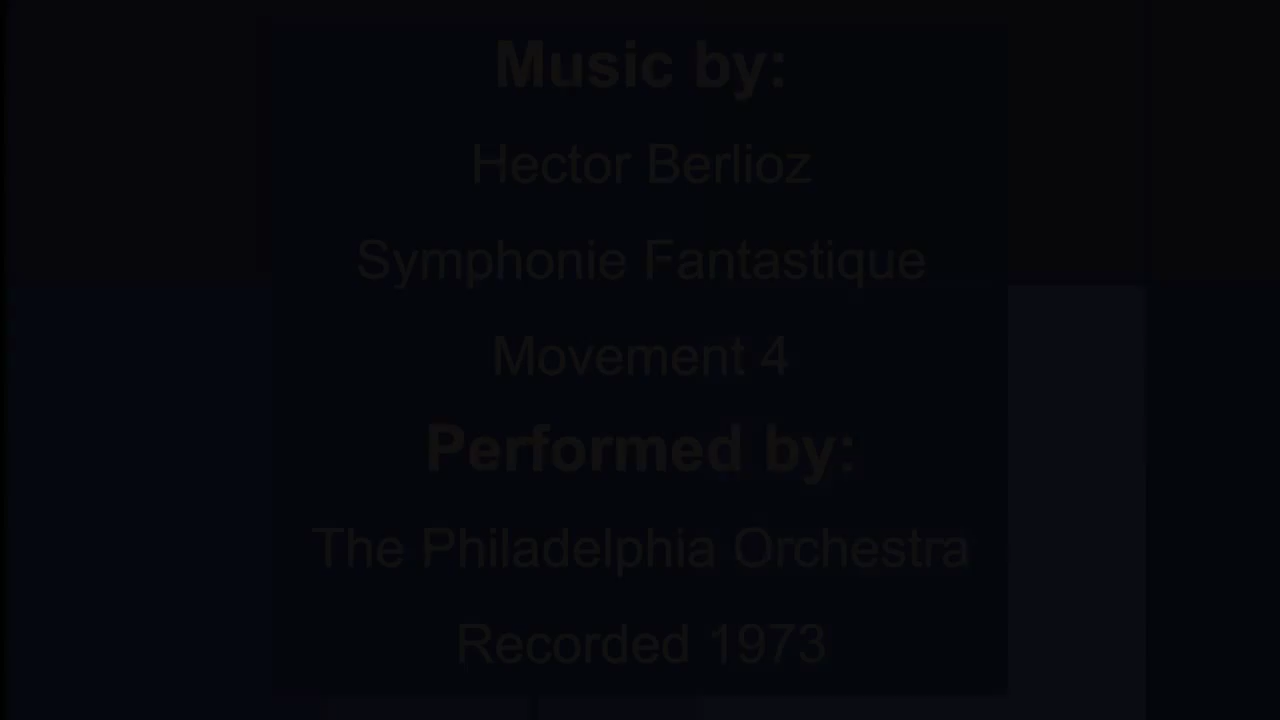 Music by:
Hector Berlioz
Symphonie Fantastique
Movement 4
Performed by:
The Philadelphia Orchestra
Recorded 1973